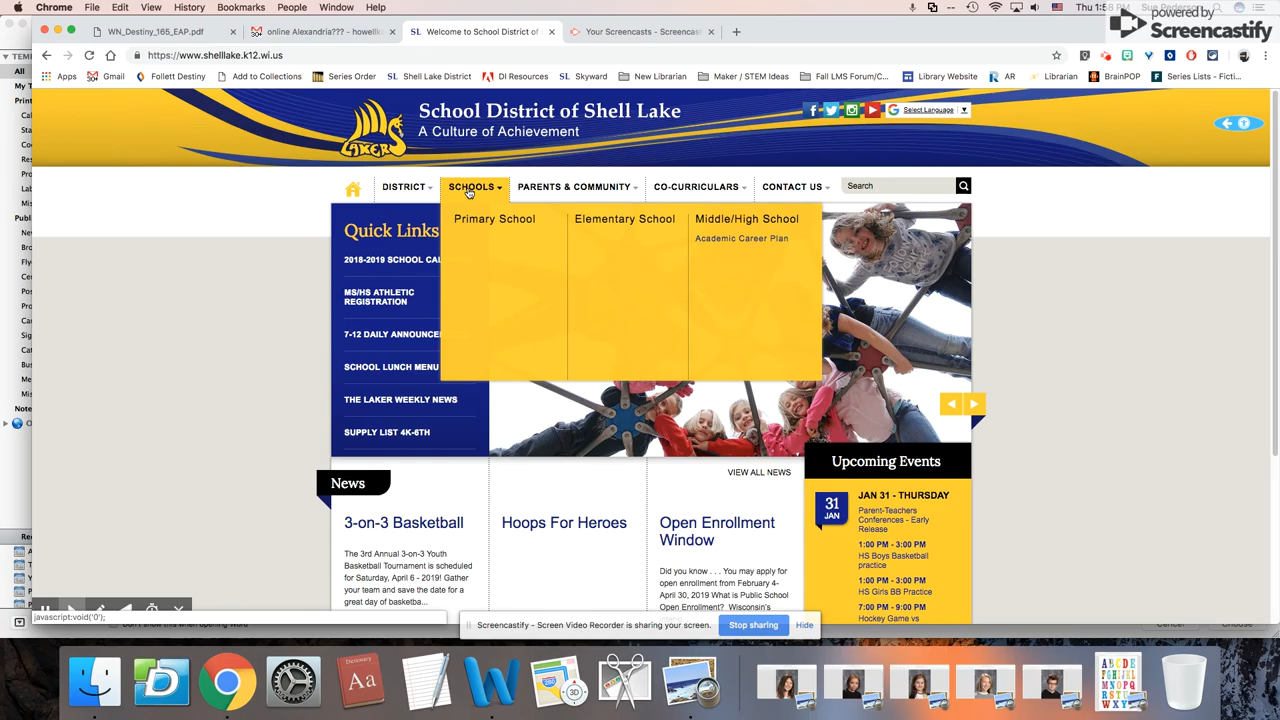 Chrome File Edit View History Bookmarks People Window Help
Thu 1:58 PM Sue Pederson
powered by
Screencastify
WN_Destiny_165_EAP.pdf
online Alexandria??? - howellk
Welcome to School District of
Your Screencasts - Screencast
https://www.shelllake.k12.wi.us
Apps Gmail Follett Destiny Add to Collections Series Order Shell Lake District DI Resources Skyward New Librarian Maker / STEM Ideas Fall LMS Forum/C... Library Website AR Librarian BrainPOP Series Lists - Ficti...
School District of Shell Lake
A Culture of Achievement
LAKERS
Select Language
DISTRICT SCHOOLS PARENTS & COMMUNITY CO-CURRICULARS CONTACT US Search
Primary School
Elementary School
Middle/High School
Academic Career Plan
Quick Links
2018-2019 SCHOOL CAL
MS/HS ATHLETIC
REGISTRATION
7-12 DAILY ANNOUNCE
SCHOOL LUNCH MENU
THE LAKER WEEKLY NEWS
SUPPLY LIST 4K-6TH
News
VIEW ALL NEWS
3-on-3 Basketball
The 3rd Annual 3-on-3 Youth
Basketball Tournament is scheduled
for Saturday, April 6 - 2019! Gather
your team and save the date for a
great day of basketba...
Hoops For Heroes
Open Enrollment
Window
Did you know . . . You may apply for
open enrollment from February 4-
April 30, 2019 What is Public School
Open Enrollment? Wisconsin's
Upcoming Events
31
JAN
JAN 31 - THURSDAY
Parent-Teachers
Conferences - Early
Release
1:00 PM - 3:00 PM
HS Boys Basketball
practice
1:00 PM - 4:00 PM
HS Girls BB Practice
7:00 PM - 9:00 PM
Hockey Game vs
javascript:void('0');
Screencastify - Screen Video Recorder is sharing your screen.
Stop sharing
Hide